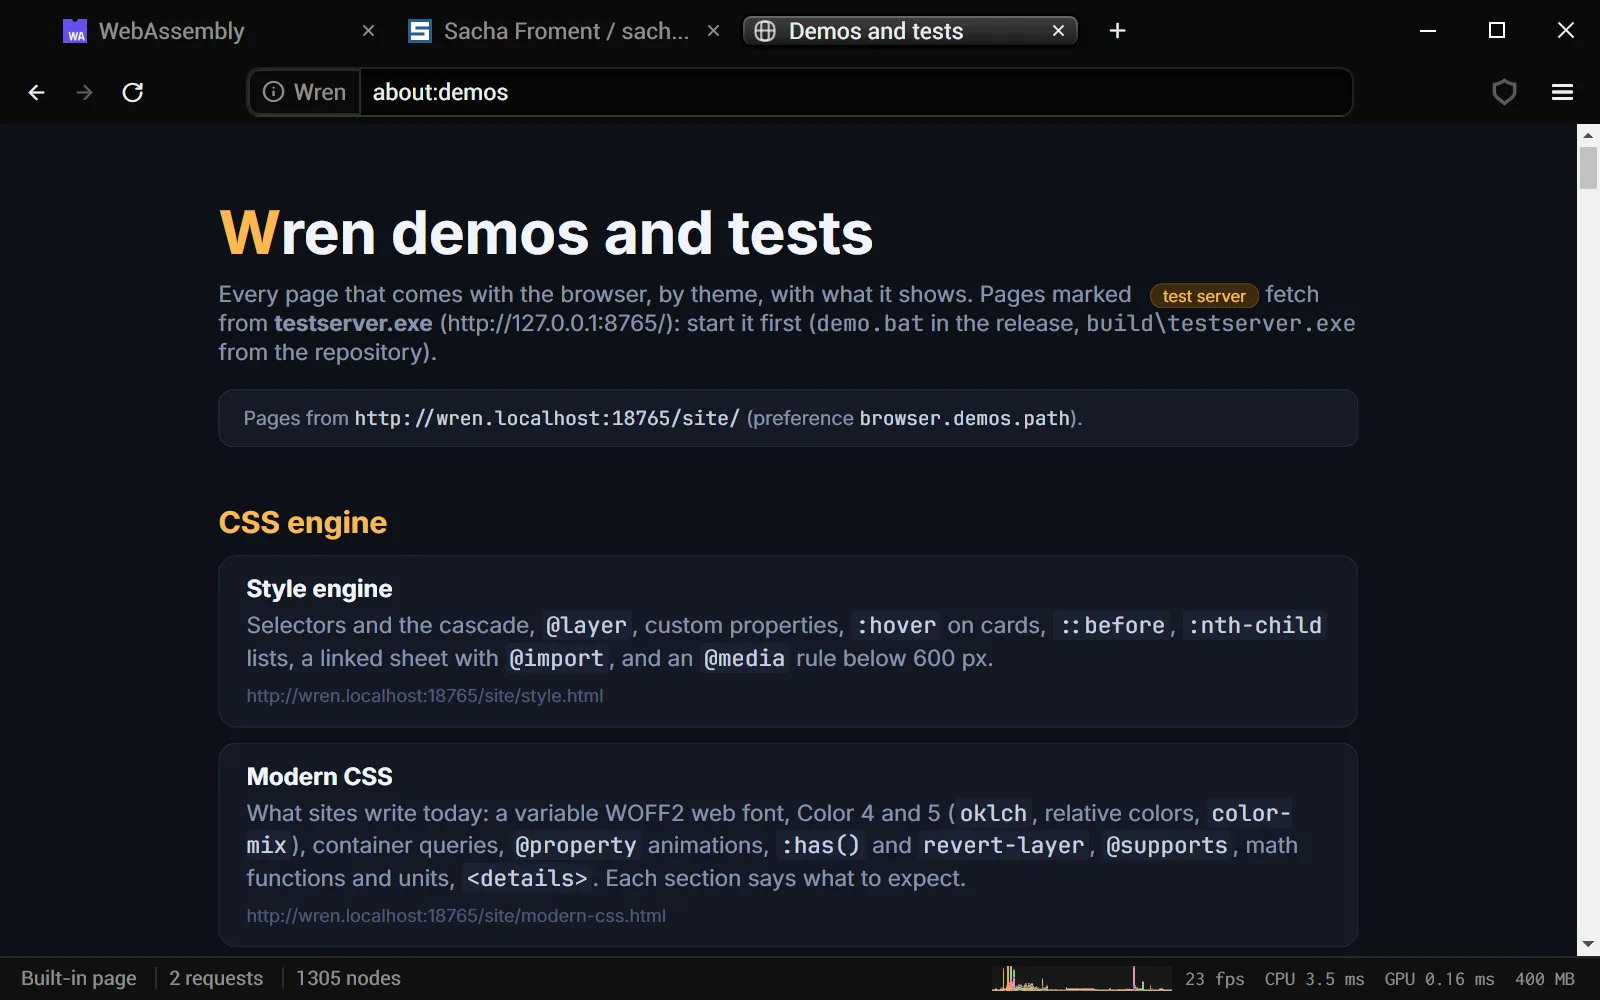 WebAssembly
Sacha Froment / sach...
Demos and tests
Wren
about:demos
Wren demos and tests
Every page that comes with the browser, by theme, with what it shows. Pages marked test server fetch
from testserver.exe (http://127.0.0.1:8765/): start it first (demo.bat in the release, build\testserver.exe
from the repository).
Pages from http://wren.localhost:18765/site/ (preference browser.demos.path).
CSS engine
Style engine
Selectors and the cascade, @layer, custom properties, :hover on cards, ::before, :nth-child
lists, a linked sheet with @import, and an @media rule below 600 px.
http://wren.localhost:18765/site/style.html
Modern CSS
What sites write today: a variable WOFF2 web font, Color 4 and 5 (oklch, relative colors, color-
mix), container queries, @property animations, :has() and revert-layer, @supports, math
functions and units, <details>. Each section says what to expect.
http://wren.localhost:18765/site/modern-css.html
Built-in page
2 requests
1305 nodes
23 fps
CPU 3.5 ms
GPU 0.16 ms
400 MB